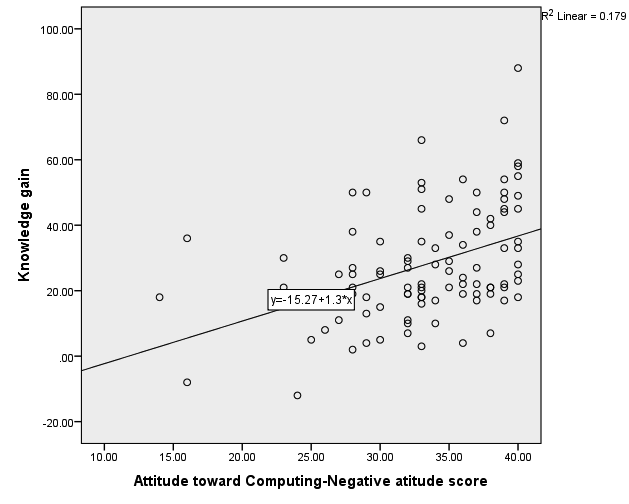 R2 Linear = 0.179
100.00
80.00
60.00
40.00
20.00
.00
-20.00
Knowledge gain
y=-15.27+1.3*x
10.00 15.00 20.00 25.00 30.00 35.00 40.00
Attitude toward Computing-Negative atitude score